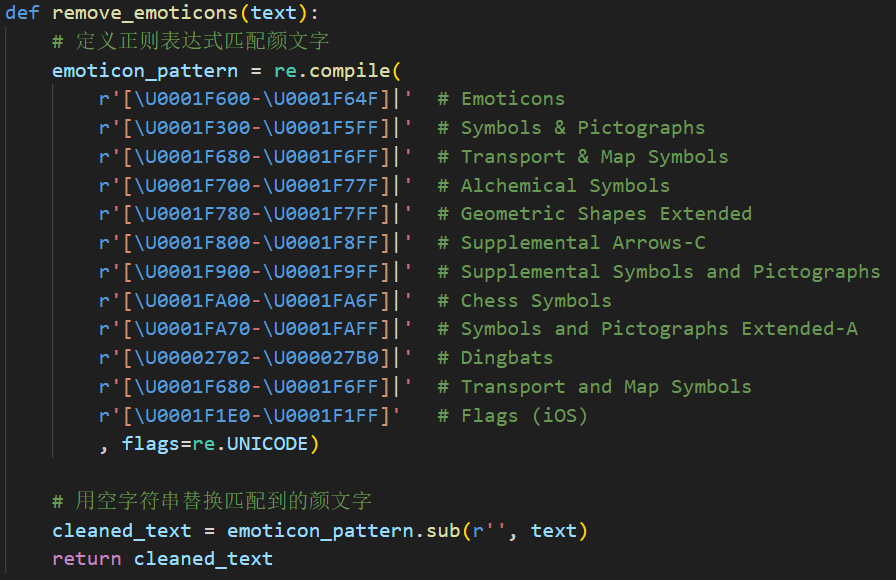 def remove_emoticons(text):
    # 定义正则表达式匹配颜文字
    emoticon_pattern = re.compile(
        r'[\U0001F600-\U0001F64F]|'  # Emoticons
        r'[\U0001F300-\U0001F5FF]|'  # Symbols & Pictographs
        r'[\U0001F680-\U0001F6FF]|'  # Transport & Map Symbols
        r'[\U0001F700-\U0001F77F]|'  # Alchemical Symbols
        r'[\U0001F780-\U0001F7FF]|'  # Geometric Shapes Extended
        r'[\U0001F800-\U0001F8FF]|'  # Supplemental Arrows-C
        r'[\U0001F900-\U0001F9FF]|'  # Supplemental Symbols and Pictographs
        r'[\U0001FA00-\U0001FA6F]|'  # Chess Symbols
        r'[\U0001FA70-\U0001FAFF]|'  # Symbols and Pictographs Extended-A
        r'[\U00002702-\U000027B0]|'  # Dingbats
        r'[\U0001F680-\U0001F6FF]|'  # Transport and Map Symbols
        r'[\U0001F1E0-\U0001F1FF]'   # Flags (iOS)
        , flags=re.UNICODE)

    # 用空字符串替换匹配到的颜文字
    cleaned_text = emoticon_pattern.sub(r'', text)
    return cleaned_text